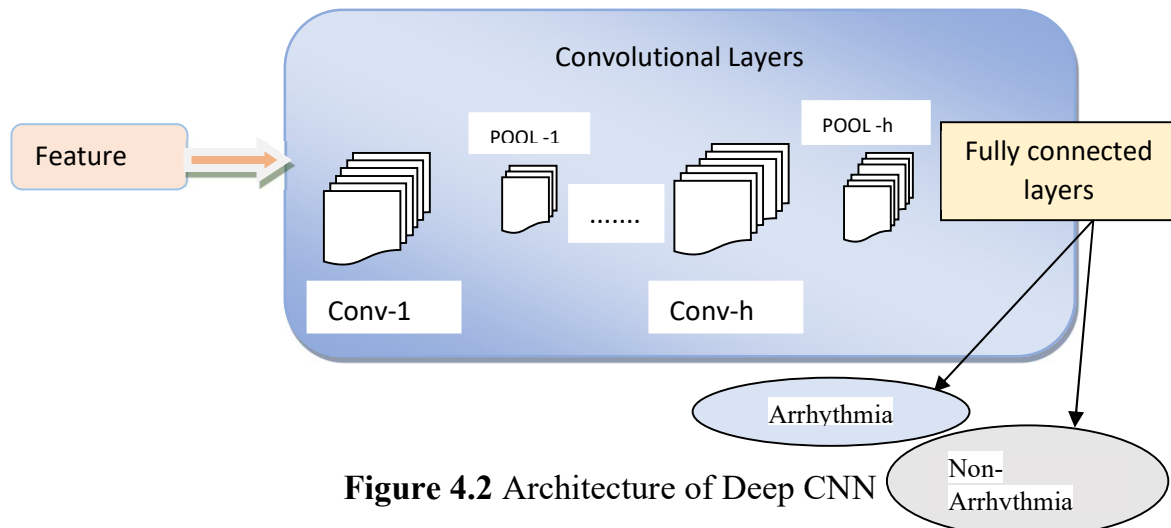 Convolutional Layers
Feature
POOL -1
POOL -h
Fully connected
layers
.......
Conv-1
Conv-h
Arrhythmia
Non-
Arrhythmia
Figure 4.2 Architecture of Deep CNN